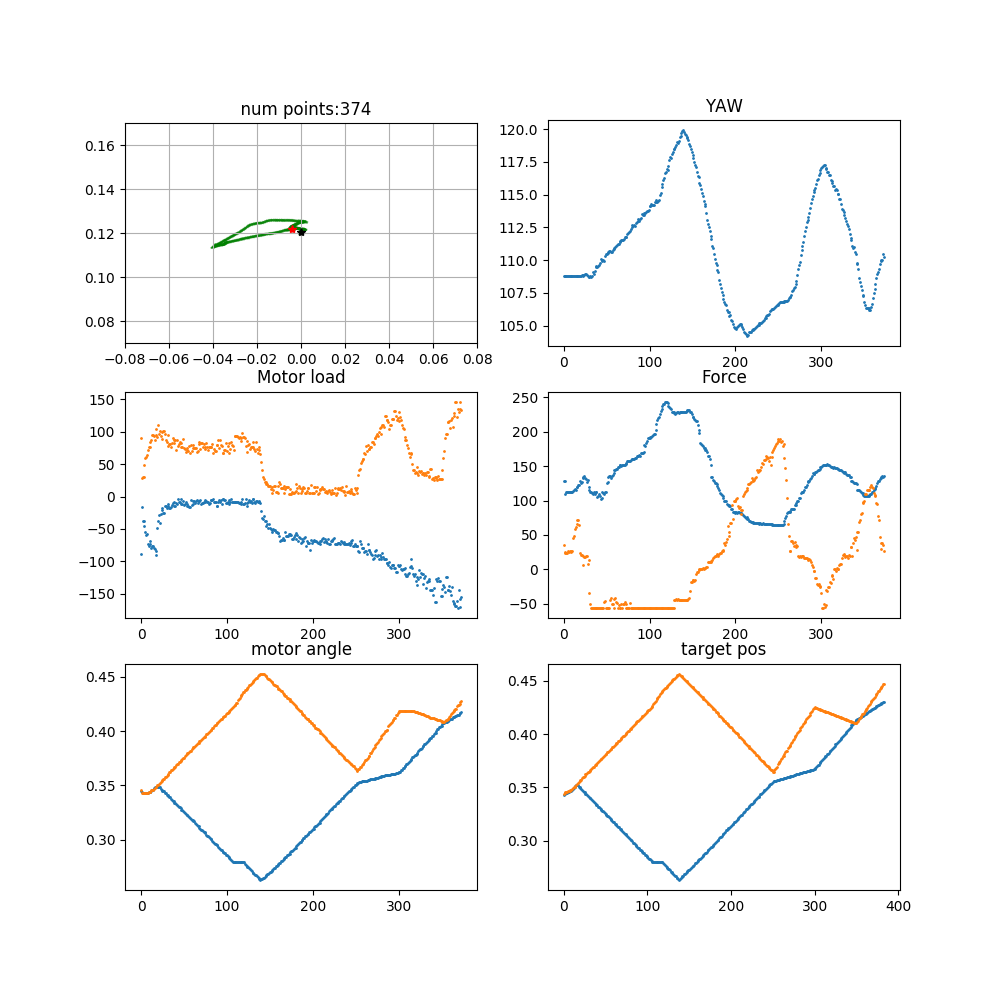 num points:374
YAW
0.16
0.14
0.12
0.10
0.08
−0.08 −0.06 −0.04 −0.02 0.00 0.02 0.04 0.06 0.08
120.0
117.5
115.0
112.5
110.0
107.5
105.0
0 100 200 300
Motor load
Force
150
100
50
0
−50
−100
−150
0 100 200 300
250
200
150
100
50
0
−50
0 100 200 300
motor angle
target pos
0.45
0.40
0.35
0.30
0 100 200 300
0.45
0.40
0.35
0.30
0 100 200 300 400